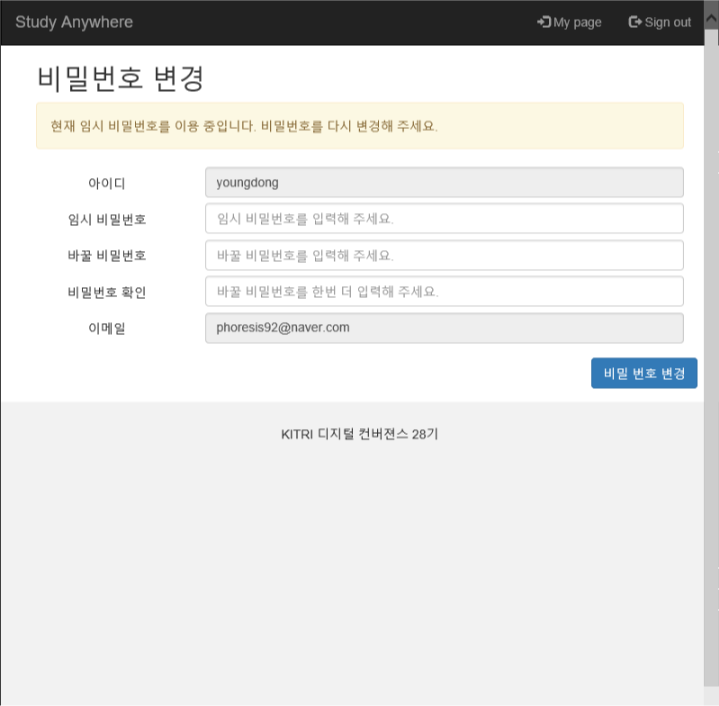 Study Anywhere My page Sign out
비밀번호 변경
현재 임시 비밀번호를 이용 중입니다. 비밀번호를 다시 변경해 주세요.
아이디 youngdong
임시 비밀번호 임시 비밀번호를 입력해 주세요.
바꿀 비밀번호 바꿀 비밀번호를 입력해 주세요.
비밀번호 확인 바꿀 비밀번호를 한번 더 입력해 주세요.
이메일 phoresis92@naver.com
비밀 번호 변경
KITRI 디지털 컨버젼스 28기